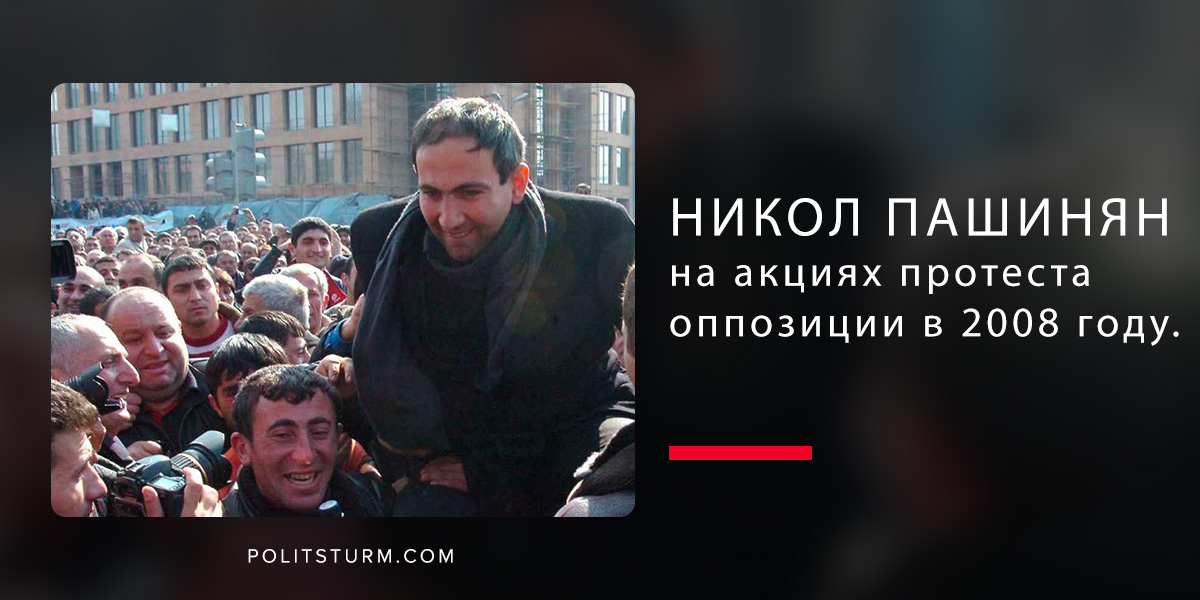 НИКОЛ ПАШИНЯН
на акциях протеста
оппозиции в 2008 году.
POLITSTURM.COM